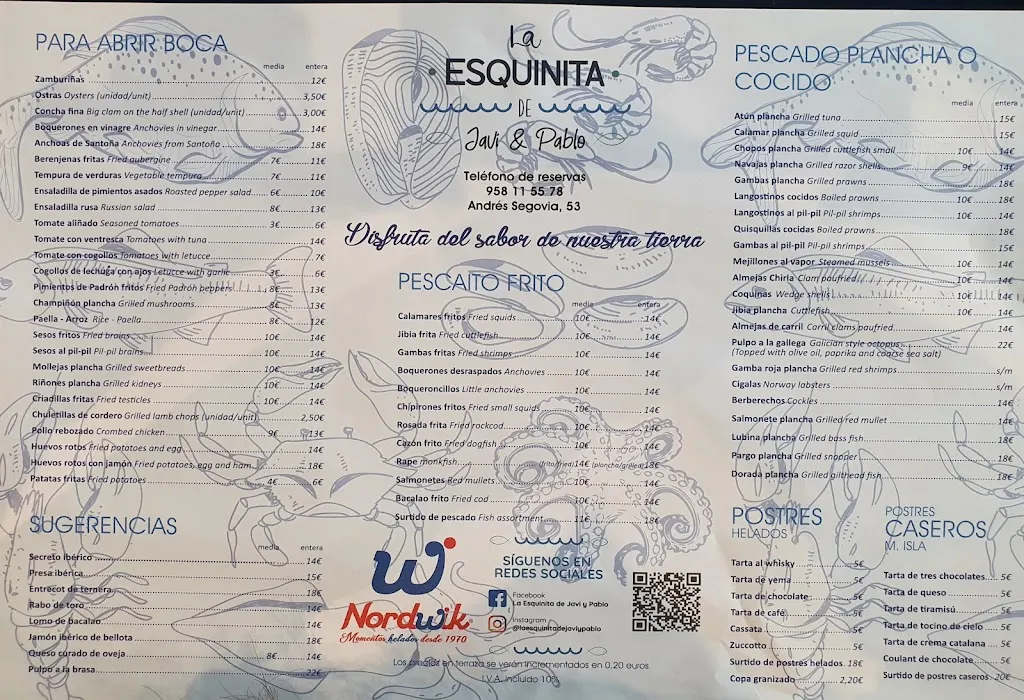 PARA ABRIR BOCA
media entera
Zamburiñas 12€
Ostras Oysters (unidad/unit) 3,50€
Concha fina Big clam on the half shell (unidad/unit) 3,00€
Boquerones en vinagre Anchovies in vinegar 14€
Anchoas de Santoña Anchovies from Santoña 18€
Berenjenas fritas Fried aubergine 7€ 11€
Tempura de verduras Vegetable tempura 7€ 11€
Ensaladilla de pimientos asados Roasted pepper salad 6€ 10€
Ensaladilla rusa Russian salad 8€ 13€
Tomate aliñado Seasoned tomatoes 3€ 6€
Tomate con ventresca Tomatoes with tuna 14€
Tomate con cogollos Tomatoes with letucce 7€
Cogollos de lechuga con ajos Letucce with garlic 3€ 6€
Pimientos de Padrón fritos Fried Padrón peppers 8€ 13€
Champiñón plancha Grilled mushrooms 8€ 13€
Paella - Arroz Rice - Paella 8€ 12€
Sesos fritos Fried brains 10€ 14€
Sesos al pil-pil Pil-pil brains 10€ 14€
Mollejas plancha Grilled sweetbreads 10€ 14€
Riñones plancha Grilled kidneys 10€ 14€
Criadillas fritas Fried testicles 10€ 14€
Chuletillas de cordero Grilled lamb chops (unidad/unit) 2,50€
Pollo rebozado Crombed chicken 9€ 13€
Huevos rotos Fried potatoes and egg 14€
Huevos rotos con jamón Fried potatoes, egg and ham 18€
Patatas fritas Fried potatoes 4€ 6€
SUGERENCIAS
media entera
Secreto ibérico 14€
Presa ibérica 15€
Entrecot de ternera 18€
Rabo de toro 14€
Lomo de bacalao 14€
Jamón ibérico de bellota 18€
Queso curado de oveja 8€ 14€
Pulpo a la brasa 22€
La
ESQUINITA
DE
Javi & Pablo
Teléfono de reservas
958 11 55 78
Andrés Segovia, 53
Disfruta del sabor de nuestra tierra
PESCAITO FRITO
media entera
Calamares fritos Fried squids 10€ 14€
Jibia frita Fried cuttlefish 10€ 14€
Gambas fritas Fried shrimps 10€ 14€
Boquerones desraspados Anchovies 10€ 14€
Boqueroncillos Little anchovies 10€ 14€
Chipirones fritos Fried small squids 10€ 14€
Rosada frita Fried rockcod 10€ 14€
Cazón frito Fried dogfish 10€ 14€
Rape monkfish (frito/fried)14€ (plancha/grilled)18€
Salmonetes Red mullets 10€ 14€
Bacalao frito Fried cod 10€ 14€
Surtido de pescado Fish assortment 11€ 18€
w
Nordwik
Momentos helados desde 1970
SÍGUENOS EN
REDES SOCIALES
Facebook
La Esquinita de Javi y Pablo
Instagram
@laesquinitadejaviypablo
Los precios en terraza se verán incrementados en 0,20 euros
I.V.A. incluido 10%
PESCADO PLANCHA O
COCIDO
media entera
Atún plancha Grilled tuna 15€
Calamar plancha Grilled squid 15€
Chopos plancha Grilled cuttlefish small 10€ 14€
Navajas plancha Grilled razor shells 9€ 14€
Gambas plancha Grilled prawns 18€
Langostinos cocidos Boiled prawns 10€ 18€
Langostinos al pil-pil Pil-pil shrimps 10€ 14€
Quisquillas cocidas Boiled prawns 18€
Gambas al pil-pil Pil-pil shrimps 15€
Mejillones al vapor Steamed mussels 10€ 14€
Almejas Chirla Clam paufried 10€ 14€
Coquinas Wedge shells 10€ 14€
Jibia plancha Cuttlefish 10€ 14€
Almejas de carril Carril clams paufried 14€
Pulpo a la gallega Galician style octopus 22€
(Topped with olive oil, paprika and coarse sea salt)
Gamba roja plancha Grilled red shrimps s/m
Cigalas Norway labsters s/m
Berberechos Cockles 14€
Salmonete plancha Grilled red mullet 14€
Lubina plancha Grilled bass fish 18€
Pargo plancha Grilled snopper 18€
Dorada plancha Grilled gilthead fish 18€
POSTRES
HELADOS
Tarta al whisky 5€
Tarta de yema 5€
Tarta de chocolate 5€
Tarta de café 5€
Cassata 5€
Zuccotto 5€
Surtido de postres helados 18€
Copa granizado 2,20€
POSTRES
CASEROS
M. ISLA
Tarta de tres chocolates 5€
Tarta de queso 5€
Tarta de tiramisú 5€
Tarta de tocino de cielo 5€
Tarta de crema catalana 5€
Coulant de chocolate 5€
Surtido de postres caseros 20€